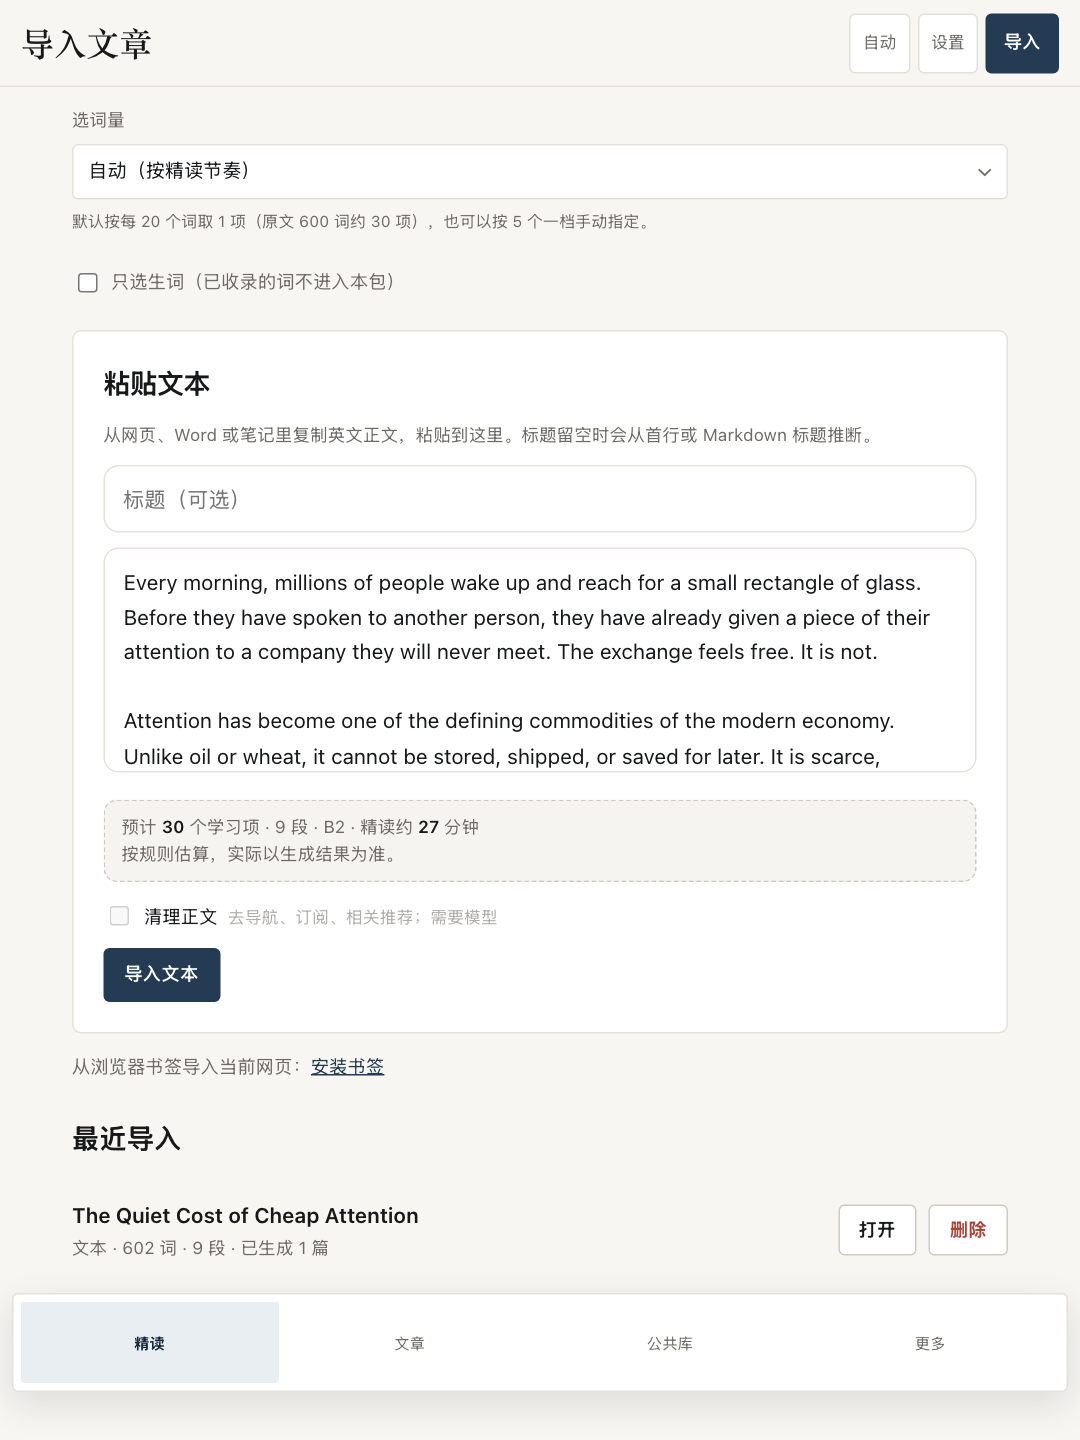 导入文章
自动
设置
导入
选词量
自动（按精读节奏）
默认按每 20 个词取 1 项（原文 600 词约 30 项），也可以按 5 个一档手动指定。
只选生词（已收录的词不进入本包）
粘贴文本
从网页、Word 或笔记里复制英文正文，粘贴到这里。标题留空时会从首行或 Markdown 标题推断。
标题（可选）
Every morning, millions of people wake up and reach for a small rectangle of glass.
Before they have spoken to another person, they have already given a piece of their
attention to a company they will never meet. The exchange feels free. It is not.
Attention has become one of the defining commodities of the modern economy.
Unlike oil or wheat, it cannot be stored, shipped, or saved for later. It is scarce,
预计 30 个学习项 · 9 段 · B2 · 精读约 27 分钟
按规则估算，实际以生成结果为准。
清理正文 去导航、订阅、相关推荐；需要模型
导入文本
从浏览器书签导入当前网页：安装书签
最近导入
The Quiet Cost of Cheap Attention
文本 · 602 词 · 9 段 · 已生成 1 篇
打开
删除
精读
文章
公共库
更多